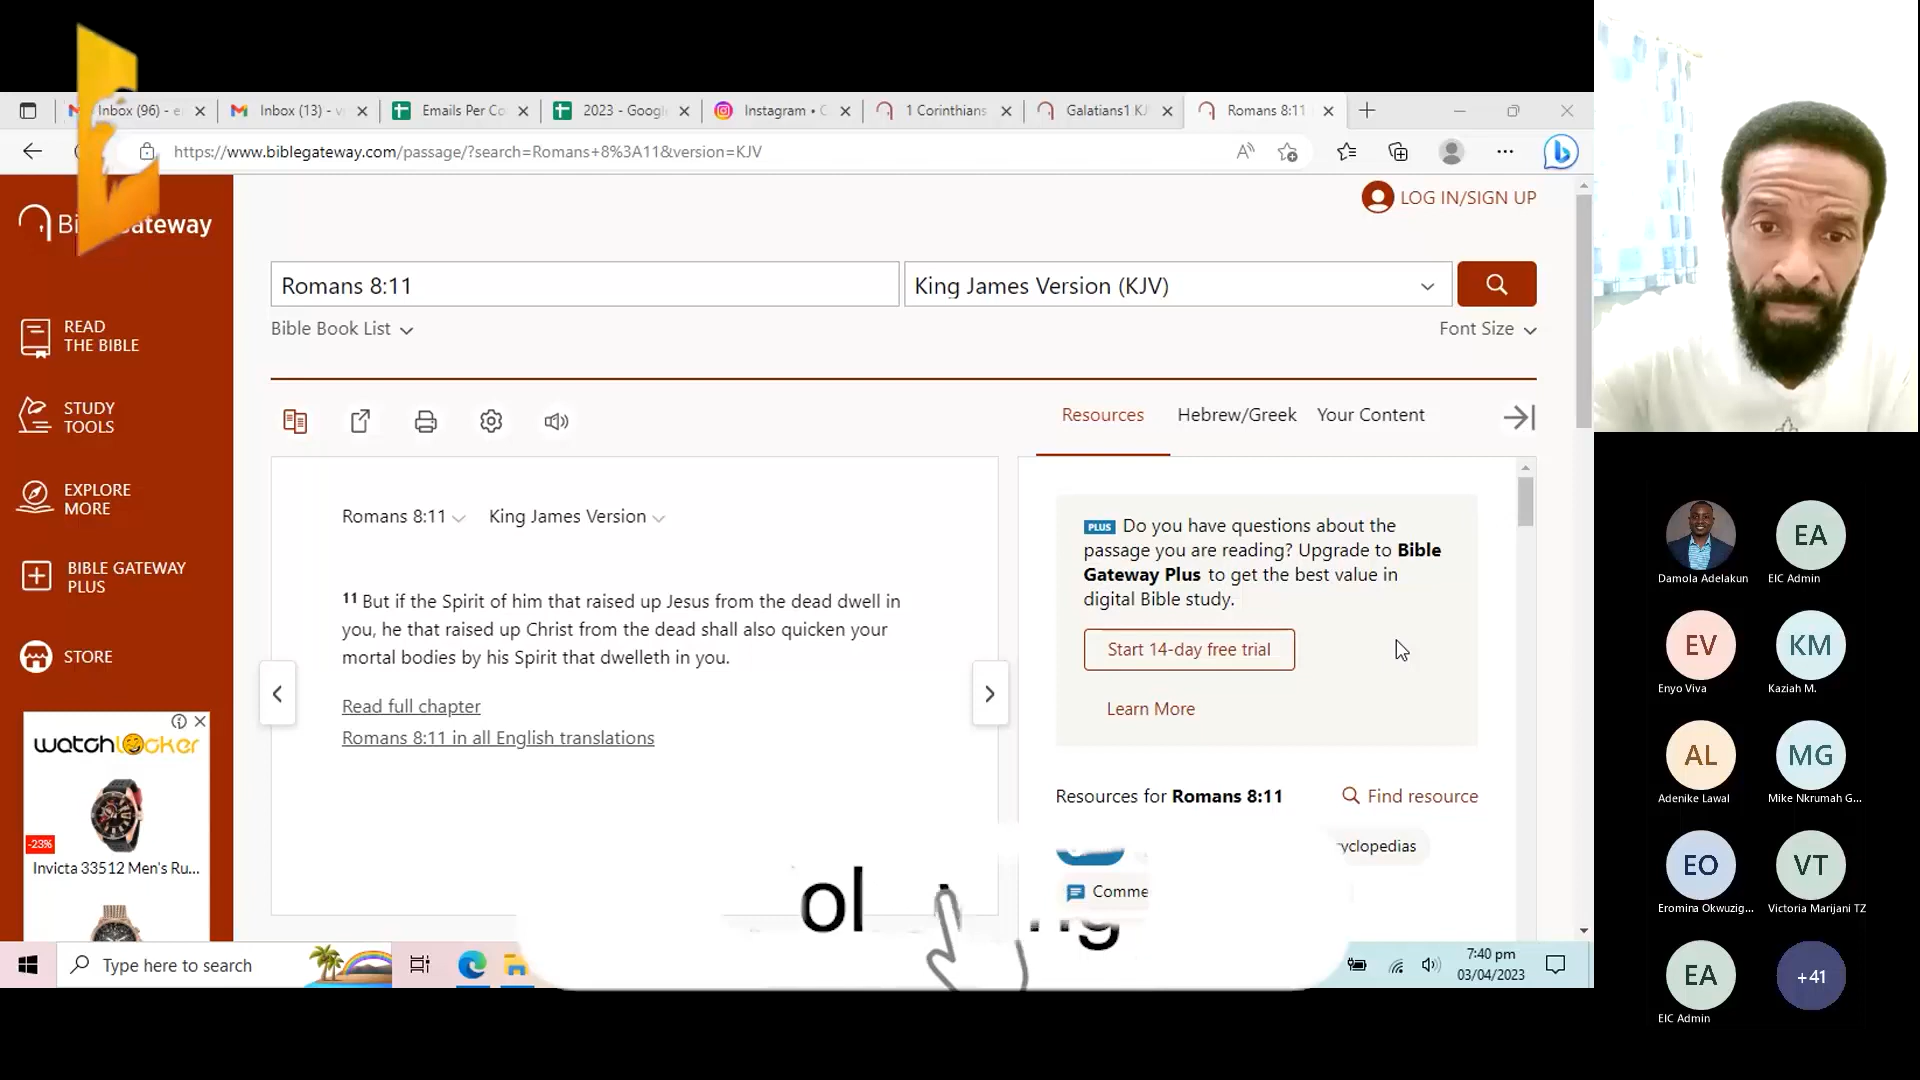 Inbox (96) - e
Inbox (13) - v
Emails Per Co
2023 - Google
Instagram • C
1 Corinthians
Galatians1 KJ
Romans 8:11
https://www.biblegateway.com/passage/?search=Romans+8%3A11&version=KJV
LOG IN/SIGN UP
Bi ateway
Romans 8:11
King James Version (KJV)
Bible Book List
Font Size
READ
THE BIBLE
STUDY
TOOLS
EXPLORE
MORE
BIBLE GATEWAY
PLUS
STORE
Resources
Hebrew/Greek
Your Content
Romans 8:11
King James Version
11 But if the Spirit of him that raised up Jesus from the dead dwell in
you, he that raised up Christ from the dead shall also quicken your
mortal bodies by his Spirit that dwelleth in you.
Read full chapter
Romans 8:11 in all English translations
PLUS Do you have questions about the
passage you are reading? Upgrade to Bible
Gateway Plus to get the best value in
digital Bible study.
Start 14-day free trial
Learn More
Resources for Romans 8:11
Find resource
yclopedias
Comme
watchlocker
-23%
Invicta 33512 Men's Ru...
ol
ng
Type here to search
7:40 pm
03/04/2023
Damola Adelakun
EA
EIC Admin
EV
Enyo Viva
KM
Kaziah M.
AL
Adenike Lawal
MG
Mike Nkrumah G...
EO
Eromina Okwuzig...
VT
Victoria Marijani TZ
EA
EIC Admin
+41